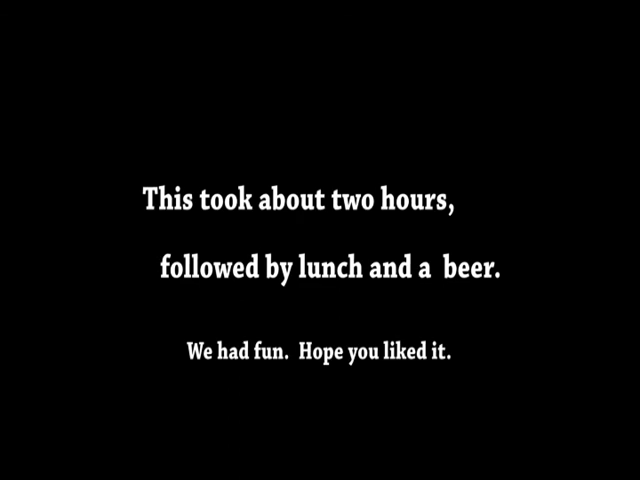 This took about two hours,
followed by lunch and a  beer.
We had fun.  Hope you liked it.